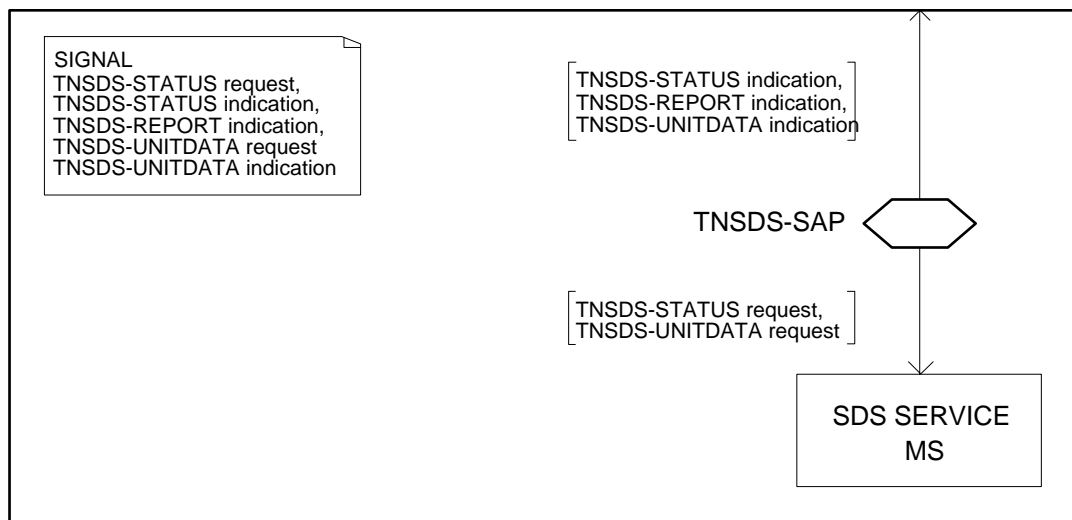 SIGNAL
TNSDS-STATUS request,
TNSDS-STATUS indication,
TNSDS-REPORT indication,
TNSDS-UNITDATA request
TNSDS-UNITDATA indication
TNSDS-STATUS indication,
TNSDS-REPORT indication,
TNSDS-UNITDATA indication
TNSDS-SAP
TNSDS-STATUS request,
TNSDS-UNITDATA request
SDS SERVICE
MS